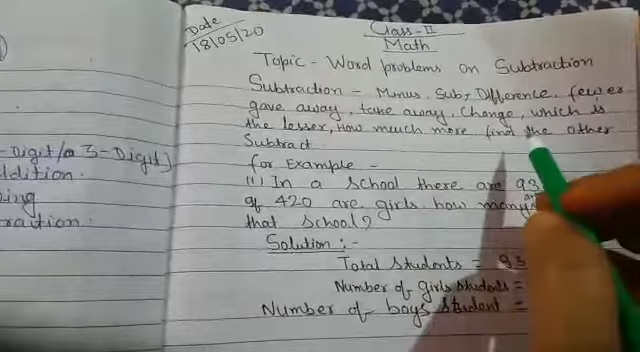 Date
18/05/20
Class-II
Math
Topic - Word problems on Subtraction
Subtraction - Minus, Sub, Difference, fewer
gave away, take away, Change, which is
the lesser, How much more find the other
Subtract
for Example -
(1) In a school there are 93
of 420 are girls how many
that school?
Solution :-
Total Students = 93
Number of girls students =
Number of boys student =
-Digit/a 3-Digit)
ddition
ing
raction.